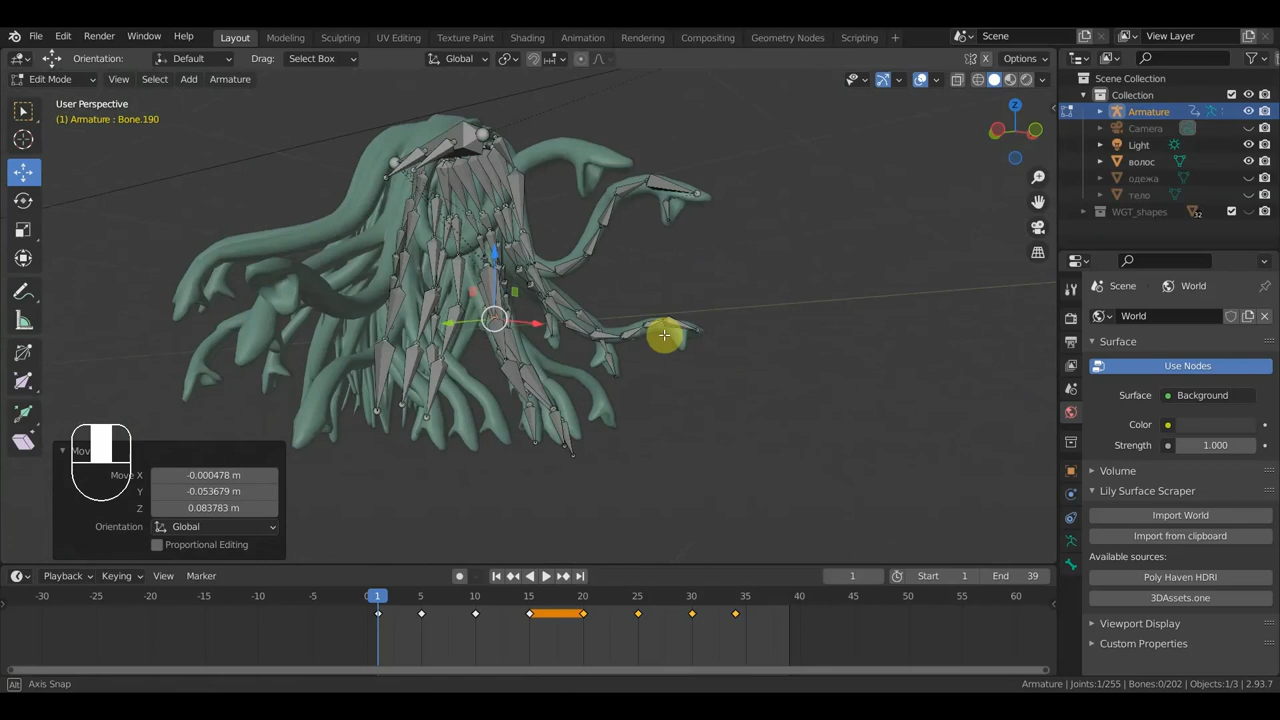 File Edit Render Window Help Layout Modeling Sculpting UV Editing Texture Paint Shading Animation Rendering Compositing Geometry Nodes Scripting + Scene View Layer
Orientation: Default Drag: Select Box Global Options
Edit Mode View Select Add Armature
User Perspective
(1) Armature : Bone.190
Z
Scene Collection
Collection
Armature
Camera
Light
волос
одежа
тело
WGT_shapes 32
Scene World
World
Surface
Use Nodes
Surface Background
Color
Strength 1.000
Volume
Lily Surface Scraper
Import World
Import from clipboard
Available sources:
Poly Haven HDRI
3DAssets.one
Viewport Display
Custom Properties
Mov
Move X -0.000478 m
Y -0.053679 m
Z 0.083783 m
Orientation Global
Proportional Editing
Playback Keying View Marker 1 Start 1 End 39
-30 -25 -20 -15 -10 -5 1 5 10 15 20 25 30 35 40 45 50 55 60
Alt Axis Snap Armature | Joints:1/255 | Bones:0/202 | Objects:1/3 | 2.93.7